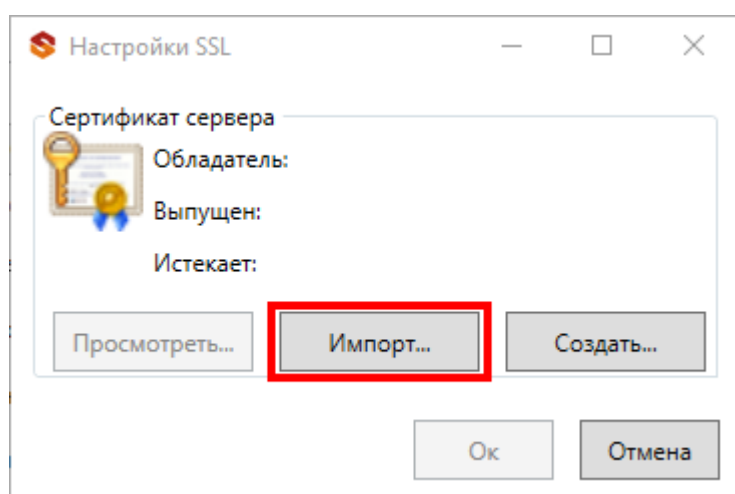 Настройки SSL
Сертификат сервера
Обладатель:
Выпущен:
Истекает:
Просмотреть... Импорт... Создать...
Ок Отмена